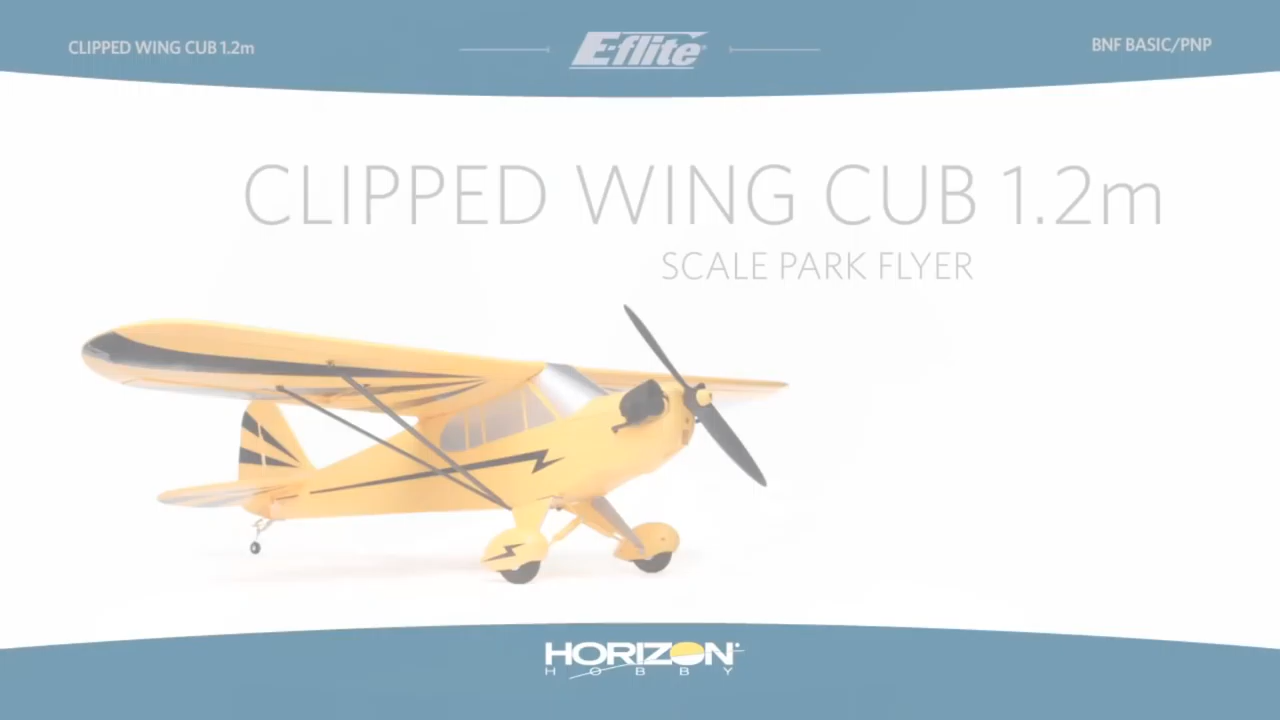 CLIPPED WING CUB 1.2m
E-flite
BNF BASIC/PNP
CLIPPED WING CUB 1.2m
SCALE PARK FLYER
HORIZON
HOBBY